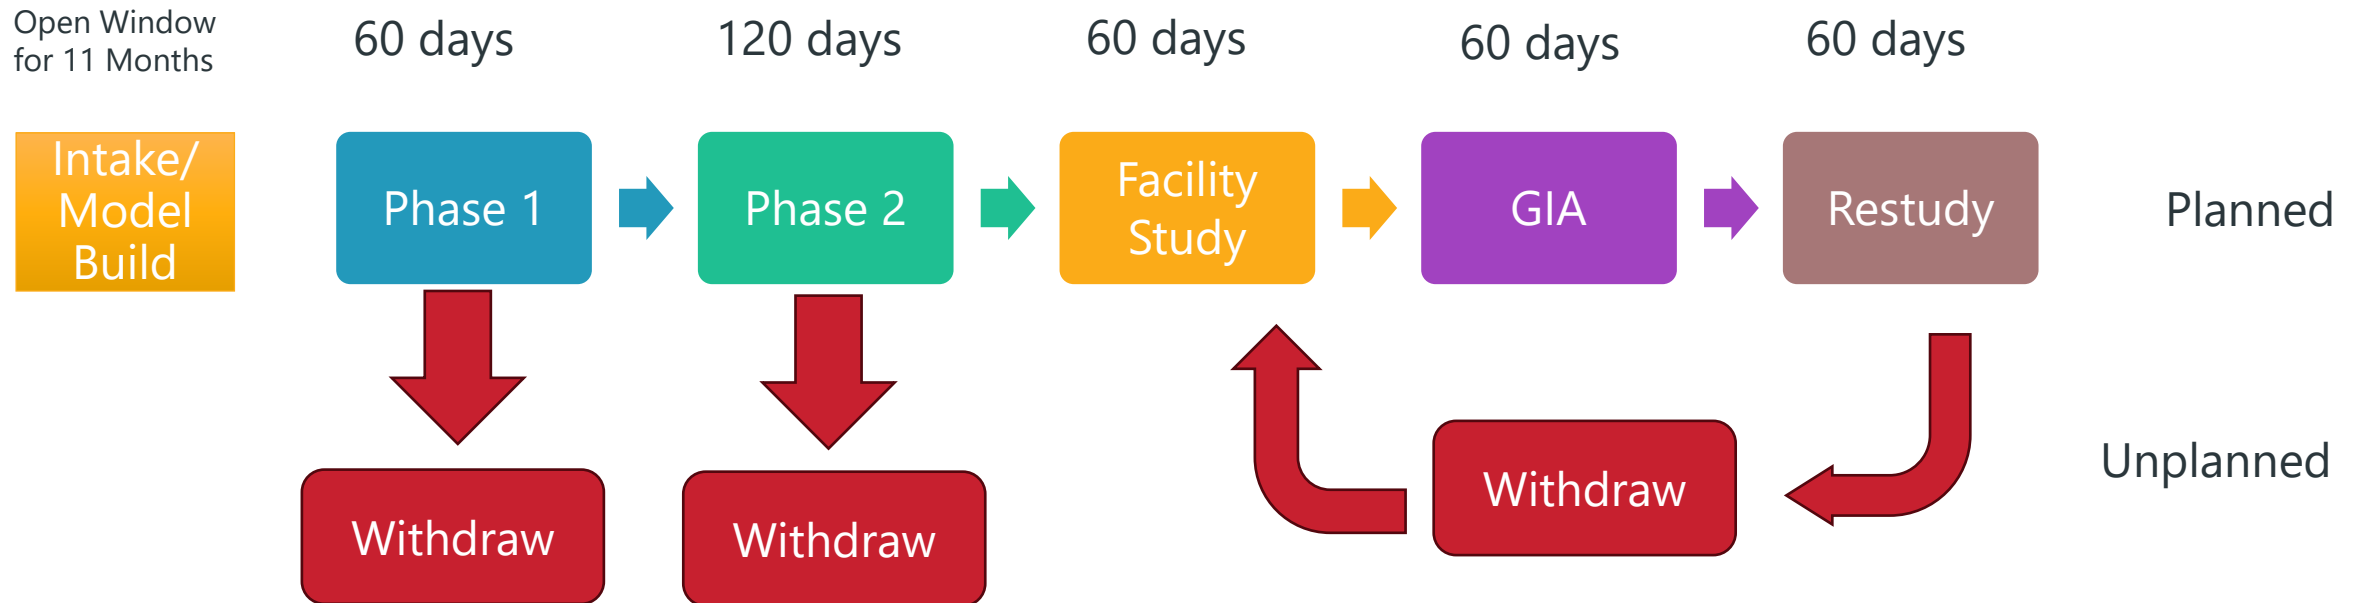 Open Window
for 11 Months
60 days
120 days
60 days
60 days
60 days
Intake/
Model
Build
Phase 1
Phase 2
Facility
Study
GIA
Restudy
Planned
Withdraw
Withdraw
Withdraw
Unplanned